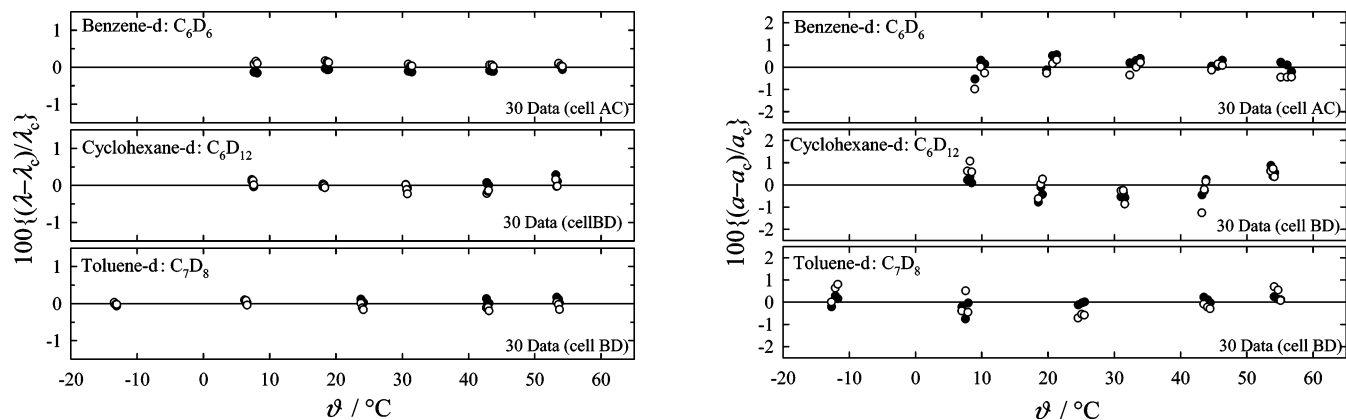 100{(λ−λc)/λc}
Benzene-d: C6D6
1
0
-1
30 Data (cell AC)
Cyclohexane-d: C6D12
1
0
-1
30 Data (cellBD)
Toluene-d: C7D8
1
0
-1
30 Data (cell BD)
-20 -10 0 10 20 30 40 50 60
ϑ / °C
100{(a−ac)/ac}
Benzene-d: C6D6
2
1
0
-1
-2
30 Data (cell AC)
Cyclohexane-d: C6D12
2
1
0
-1
-2
30 Data (cell BD)
Toluene-d: C7D8
2
1
0
-1
-2
30 Data (cell BD)
-20 -10 0 10 20 30 40 50 60
ϑ / °C